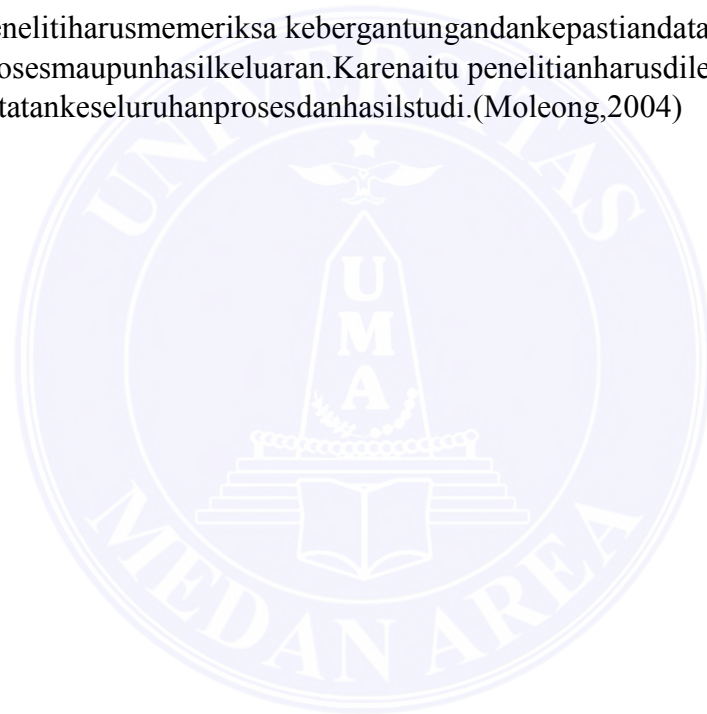 enelitiharusmemeriksa kebergantungandankepastiandata
osesmaupunhasilkeluaran.Karenaitu penelitianharusdile
tatankeseluruhanprosesdanhasilstudi.(Moleong,2004)
UNIVERSITAS
UMA
MEDAN AREA